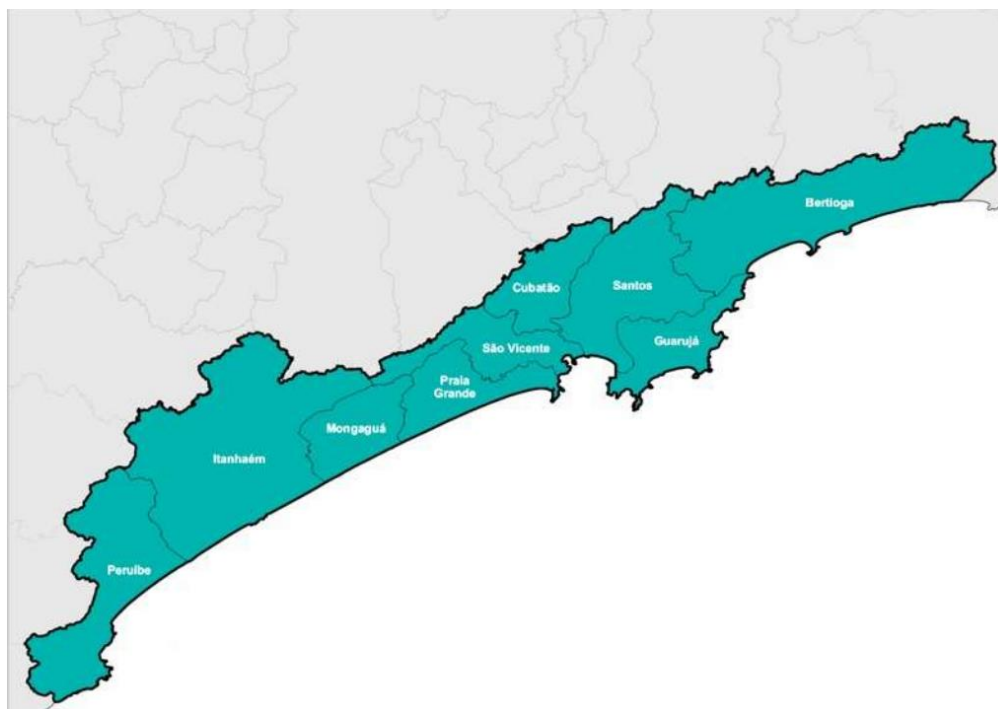 Bertioga
Cubatão
Santos
São Vicente
Guarujá
Praia
Grande
Mongaguá
Itanhaém
Peruíbe